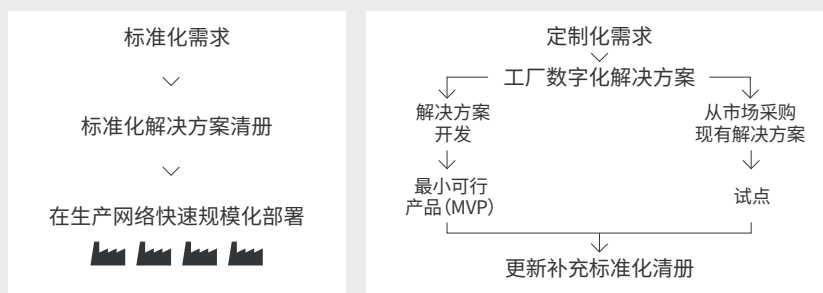 标准化需求
标准化解决方案清册
在生产网络快速规模化部署
定制化需求
工厂数字化解决方案
解决方案
开发
最小可行
产品（MVP）
从市场采购
现有解决方案
试点
更新补充标准化清册